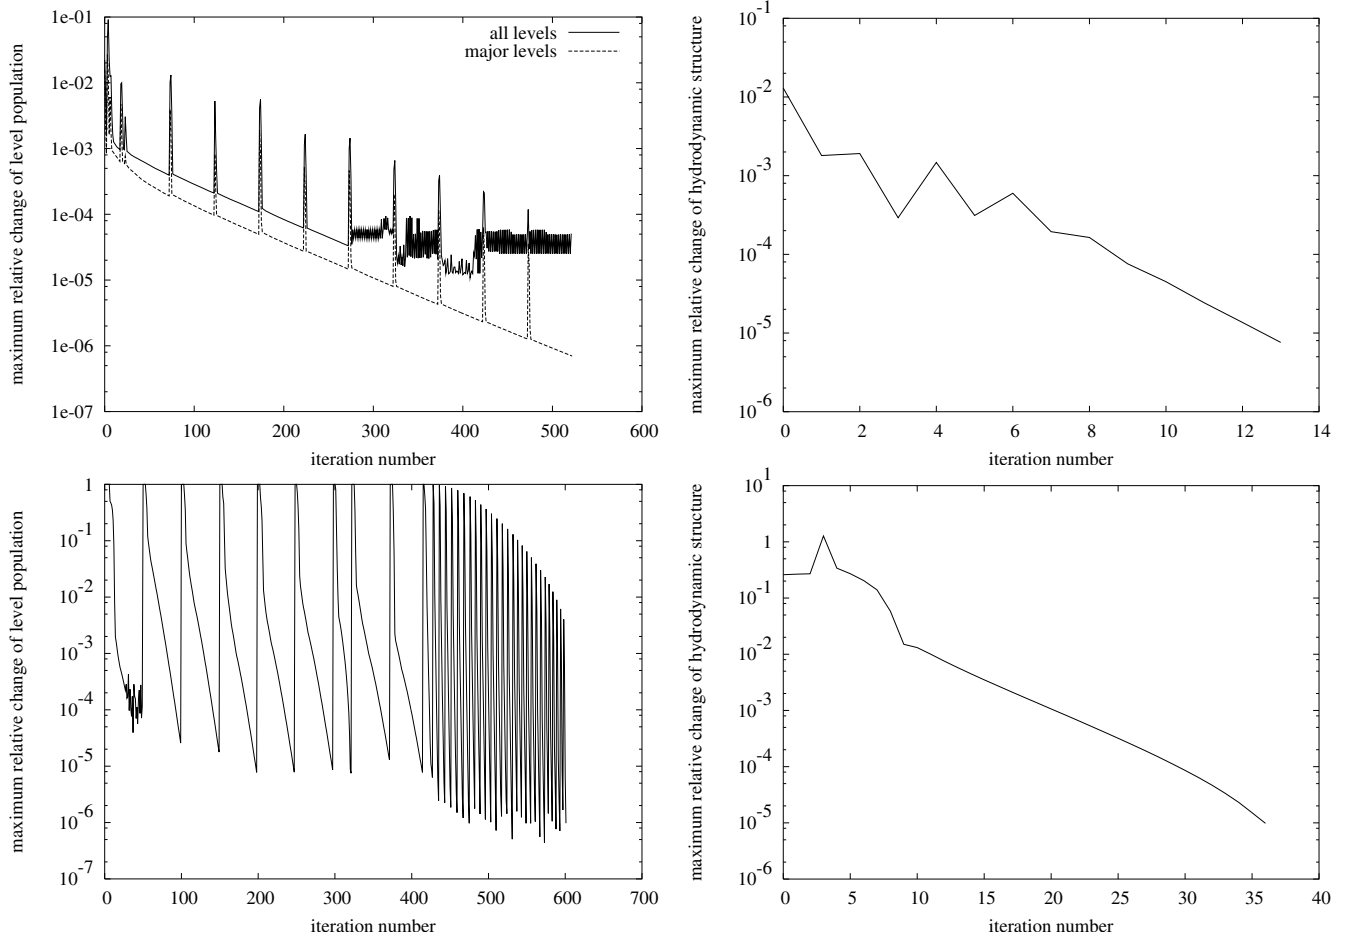 maximum relative change of level population
1e-01
1e-02
1e-03
1e-04
1e-05
1e-06
1e-07
0 100 200 300 400 500 600
iteration number
all levels
major levels
maximum relative change of hydrodynamic structure
10^-1
10^-2
10^-3
10^-4
10^-5
10^-6
0 2 4 6 8 10 12 14
iteration number
maximum relative change of level population
1
10^-1
10^-2
10^-3
10^-4
10^-5
10^-6
10^-7
0 100 200 300 400 500 600 700
iteration number
maximum relative change of hydrodynamic structure
10^1
1
10^-1
10^-2
10^-3
10^-4
10^-5
10^-6
0 5 10 15 20 25 30 35 40
iteration number